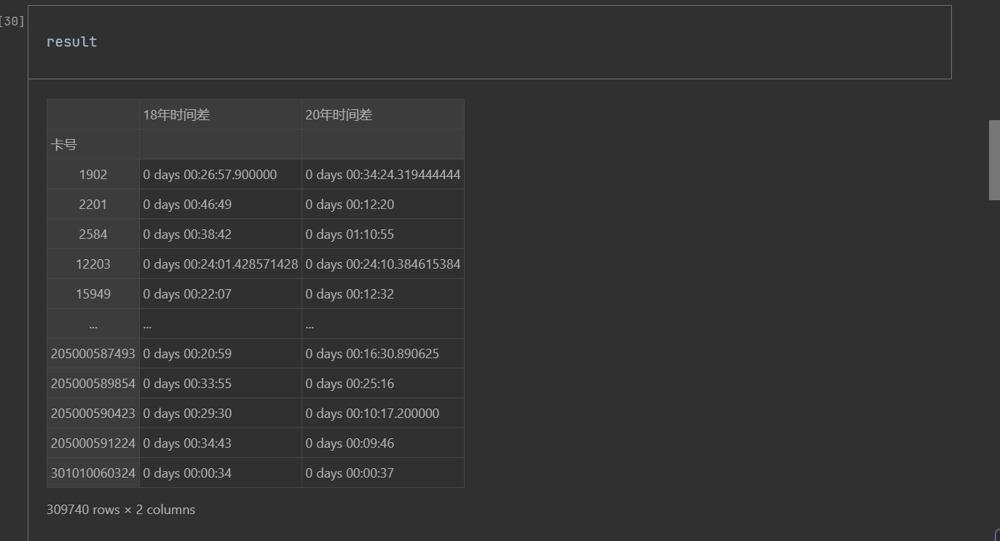 [30]
result
18年时间差 20年时间差
卡号
1902 0 days 00:26:57.900000 0 days 00:34:24.319444444
2201 0 days 00:46:49 0 days 00:12:20
2584 0 days 00:38:42 0 days 01:10:55
12203 0 days 00:24:01.428571428 0 days 00:24:10.384615384
15949 0 days 00:22:07 0 days 00:12:32
... ... ...
205000587493 0 days 00:20:59 0 days 00:16:30.890625
205000589854 0 days 00:33:55 0 days 00:25:16
205000590423 0 days 00:29:30 0 days 00:10:17.200000
205000591224 0 days 00:34:43 0 days 00:09:46
301010060324 0 days 00:00:34 0 days 00:00:37
309740 rows × 2 columns